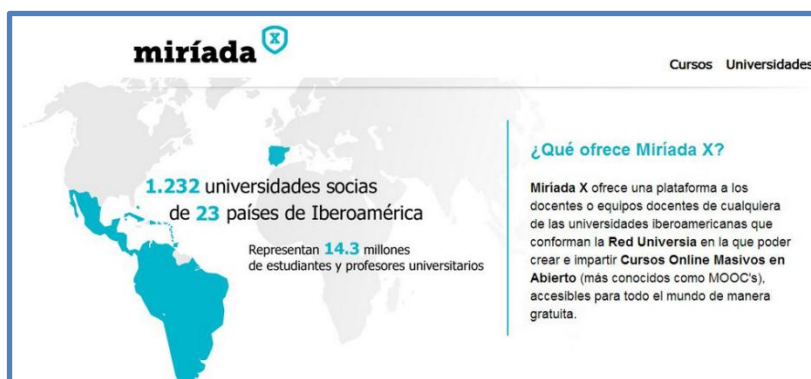 miríada X
Cursos Universidades
1.232 universidades socias
de 23 países de Iberoamérica
Representan 14.3 millones
de estudiantes y profesores universitarios
¿Qué ofrece Miríada X?
Miríada X ofrece una plataforma a los
docentes o equipos docentes de cualquiera
de las universidades iberoamericanas que
conforman la Red Universia en la que poder
crear e impartir Cursos Online Masivos en
Abierto (más conocidos como MOOC's),
accesibles para todo el mundo de manera
gratuita.